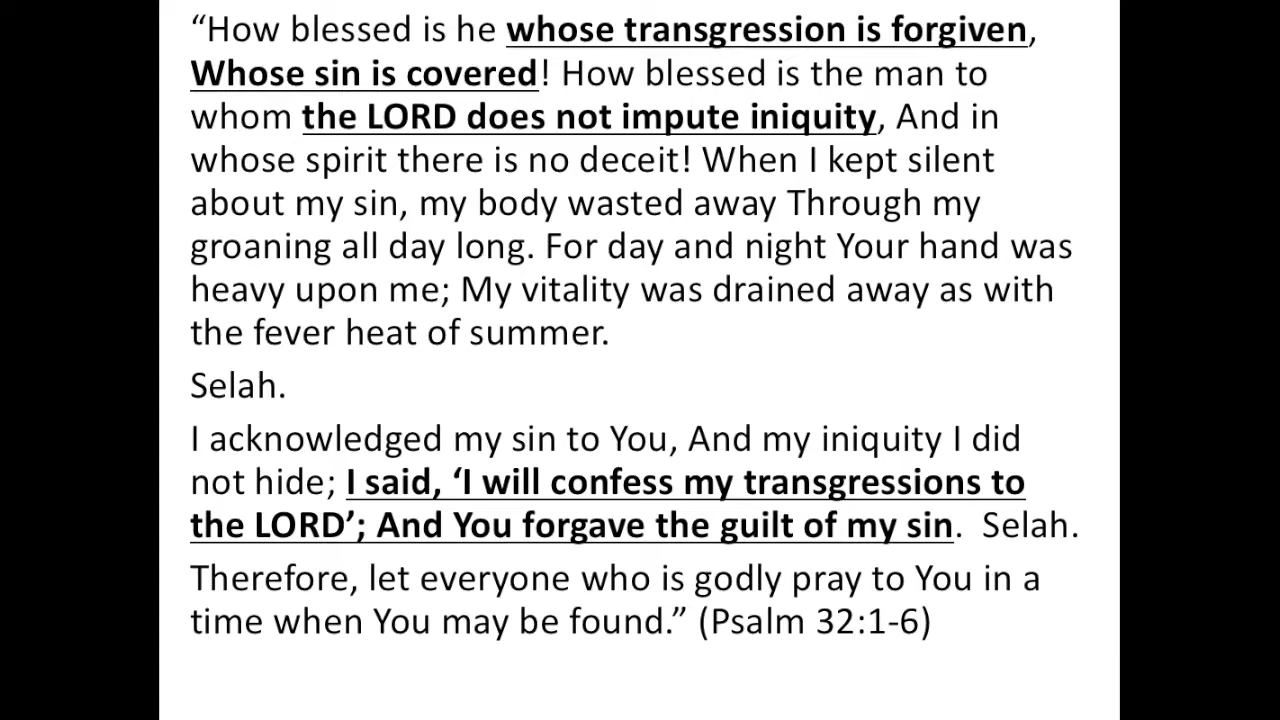 “How blessed is he whose transgression is forgiven,
Whose sin is covered! How blessed is the man to
whom the LORD does not impute iniquity, And in
whose spirit there is no deceit! When I kept silent
about my sin, my body wasted away Through my
groaning all day long. For day and night Your hand was
heavy upon me; My vitality was drained away as with
the fever heat of summer.
Selah.
I acknowledged my sin to You, And my iniquity I did
not hide; I said, ‘I will confess my transgressions to
the LORD’; And You forgave the guilt of my sin.  Selah.
Therefore, let everyone who is godly pray to You in a
time when You may be found.” (Psalm 32:1-6)